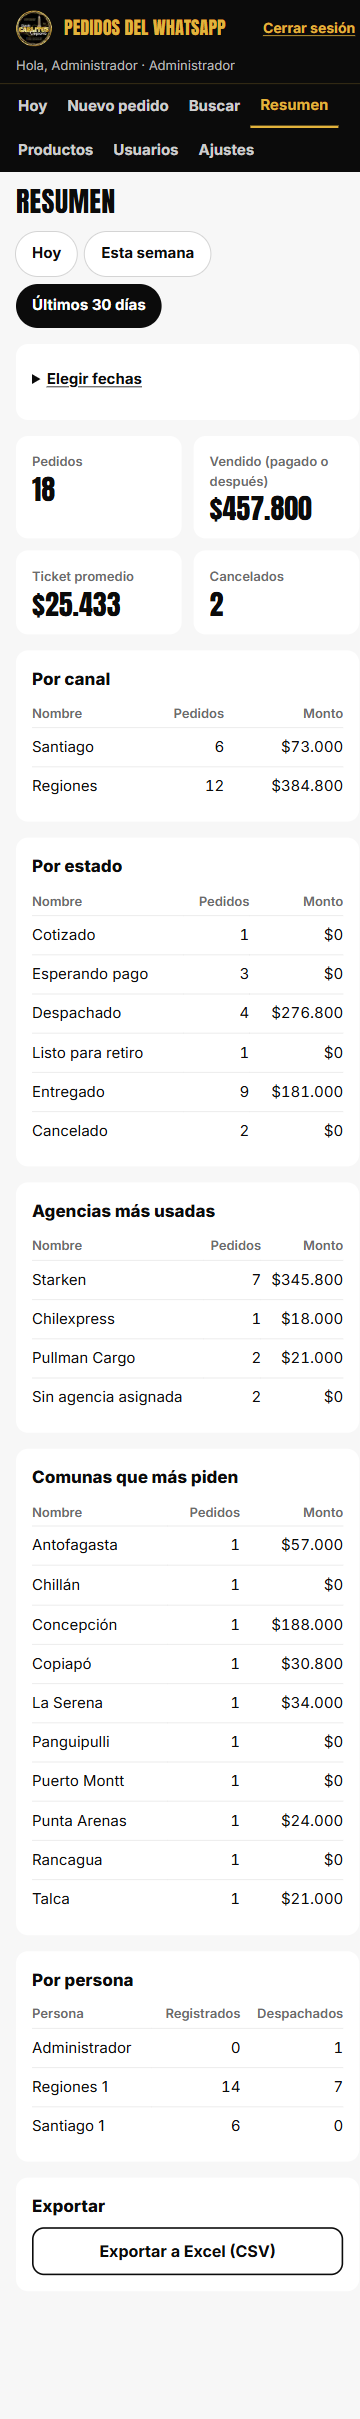 PEDIDOS DEL WHATSAPP
Cerrar sesión
Hola, Administrador · Administrador
Hoy Nuevo pedido Buscar Resumen
Productos Usuarios Ajustes
RESUMEN
Hoy Esta semana
Últimos 30 días
Elegir fechas
Pedidos
18
Vendido (pagado o
después)
$457.800
Ticket promedio
$25.433
Cancelados
2
Por canal
Nombre Pedidos Monto
Santiago 6 $73.000
Regiones 12 $384.800
Por estado
Nombre Pedidos Monto
Cotizado 1 $0
Esperando pago 3 $0
Despachado 4 $276.800
Listo para retiro 1 $0
Entregado 9 $181.000
Cancelado 2 $0
Agencias más usadas
Nombre Pedidos Monto
Starken 7 $345.800
Chilexpress 1 $18.000
Pullman Cargo 2 $21.000
Sin agencia asignada 2 $0
Comunas que más piden
Nombre Pedidos Monto
Antofagasta 1 $57.000
Chillán 1 $0
Concepción 1 $188.000
Copiapó 1 $30.800
La Serena 1 $34.000
Panguipulli 1 $0
Puerto Montt 1 $0
Punta Arenas 1 $24.000
Rancagua 1 $0
Talca 1 $21.000
Por persona
Persona Registrados Despachados
Administrador 0 1
Regiones 1 14 7
Santiago 1 6 0
Exportar
Exportar a Excel (CSV)